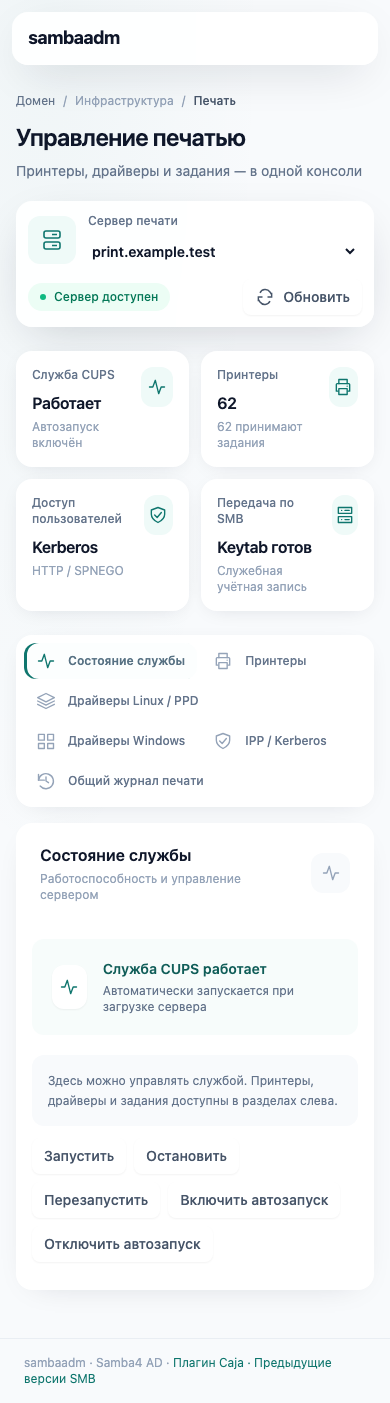 sambaadm
Домен / Инфраструктура / Печать
Управление печатью
Принтеры, драйверы и задания — в одной консоли
Сервер печати
print.example.test
Сервер доступен
Обновить
Служба CUPS
Работает
Автозапуск
включён
Принтеры
62
62 принимают
задания
Доступ
пользователей
Kerberos
HTTP / SPNEGO
Передача по
SMB
Keytab готов
Служебная
учётная запись
Состояние службы
Принтеры
Драйверы Linux / PPD
Драйверы Windows
IPP / Kerberos
Общий журнал печати
Состояние службы
Работоспособность и управление
сервером
Служба CUPS работает
Автоматически запускается при
загрузке сервера
Здесь можно управлять службой. Принтеры,
драйверы и задания доступны в разделах слева.
Запустить
Остановить
Перезапустить
Включить автозапуск
Отключить автозапуск
sambaadm · Samba4 AD · Плагин Caja · Предыдущие
версии SMB